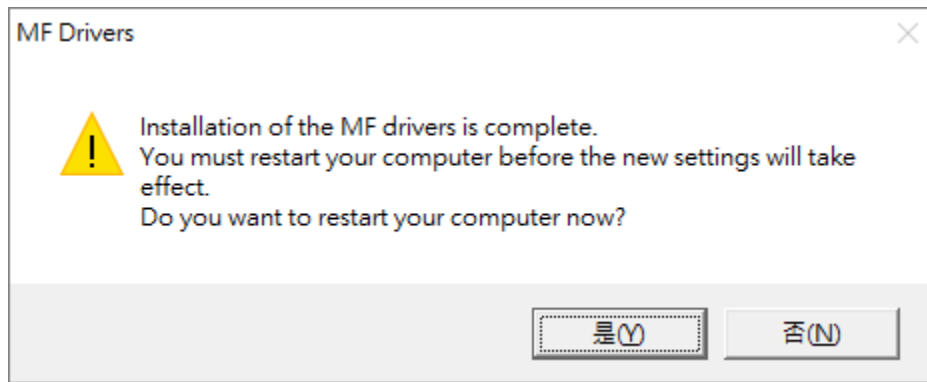 MF Drivers
Installation of the MF drivers is complete.
You must restart your computer before the new settings will take
effect.
Do you want to restart your computer now?
是(Y)
否(N)